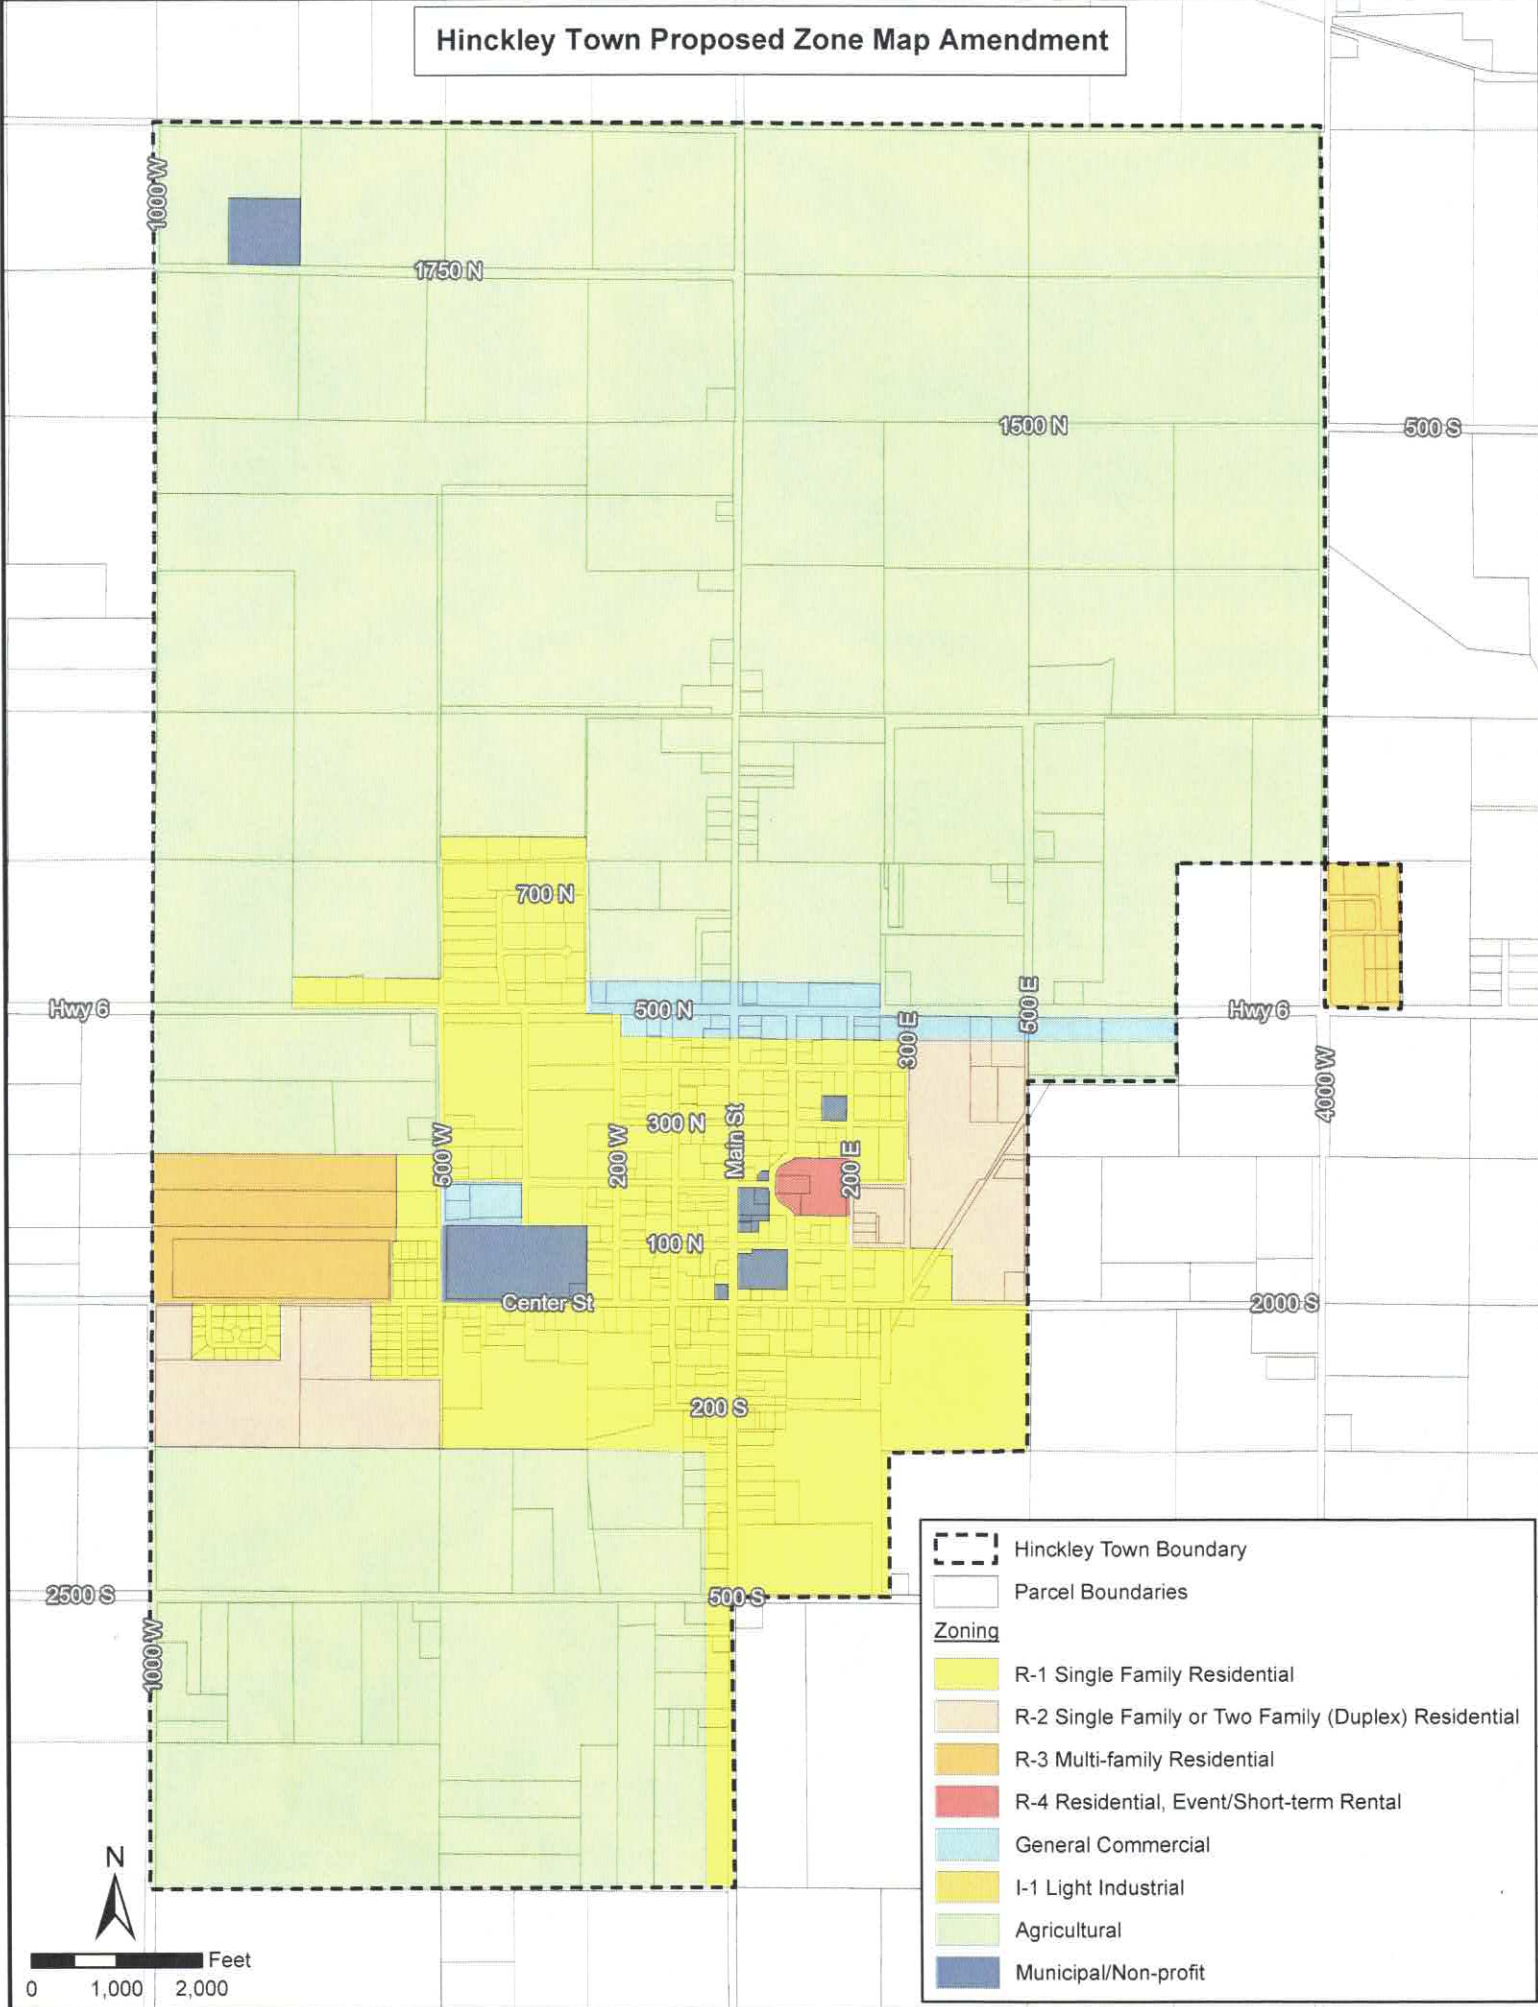 Hinckley Town Proposed Zone Map Amendment
1000 W
1750 N
1500 N
500 S
700 N
Hwy 6
500 N
300 E
500 E
Hwy 6
4000 W
300 N
Main St
500 W
200 W
200 E
100 N
Center St
2000 S
200 S
2500 S
500 S
1000 W
Hinckley Town Boundary
Parcel Boundaries
Zoning
R-1 Single Family Residential
R-2 Single Family or Two Family (Duplex) Residential
R-3 Multi-family Residential
R-4 Residential, Event/Short-term Rental
General Commercial
I-1 Light Industrial
Agricultural
Municipal/Non-profit
N
Feet
0 1,000 2,000